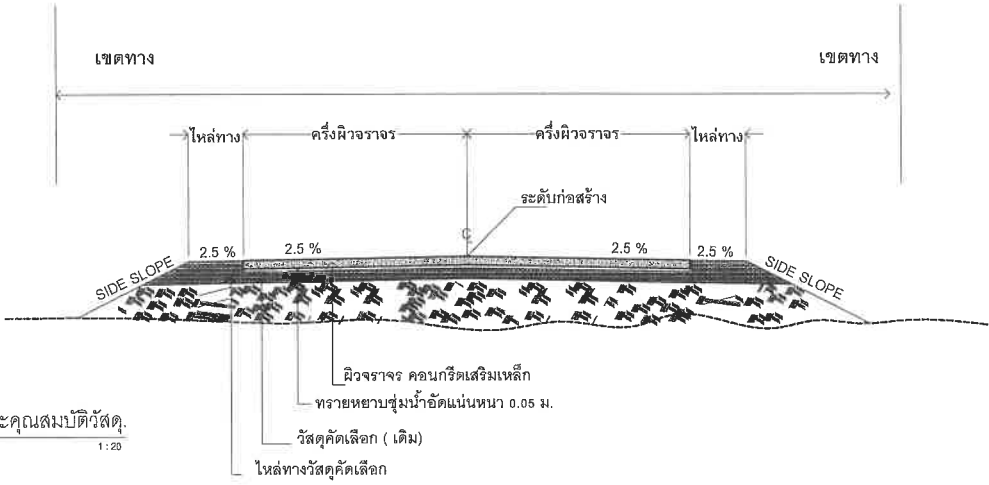 เขตทาง
เขตทาง
ไหล่ทาง
ครึ่งผิวจราจร
ครึ่งผิวจราจร
ไหล่ทาง
ระดับก่อสร้าง
2.5 %
2.5 %
2.5 %
2.5 %
SIDE SLOPE
SIDE SLOPE
ผิวจราจร คอนกรีตเสริมเหล็ก
ทรายหยาบชุ่มน้ำอัดแน่นหนา 0.05 ม.
ะคุณสมบัติวัสดุ.
1:20
วัสดุคัดเลือก ( เดิม)
ไหล่ทางวัสดุคัดเลือก